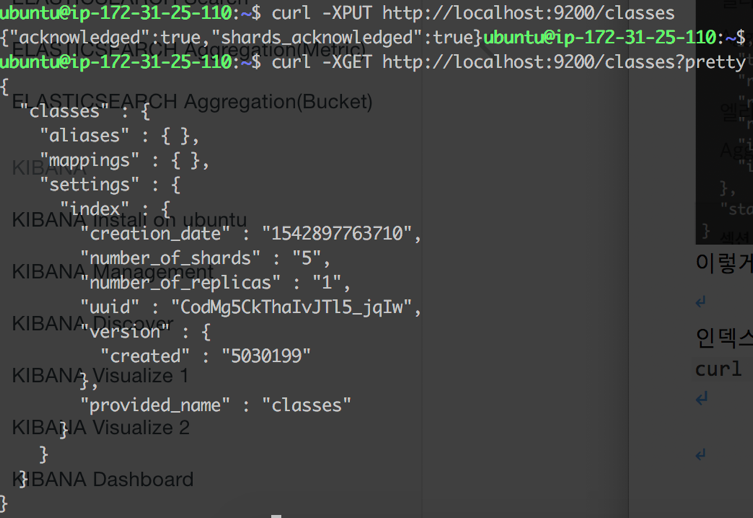 ubuntu@ip-172-31-25-110:~$ curl -XPUT http://localhost:9200/classes
{"acknowledged":true,"shards_acknowledged":true}ubuntu@ip-172-31-25-110:~$
ubuntu@ip-172-31-25-110:~$ curl -XGET http://localhost:9200/classes?pretty
{
ELASTICSEARCH Aggregation(Metric)
ELASTICSEARCH Aggregation(Bucket)
"classes" : {
"aliases" : { },
"mappings" : { },
KIBANA
"settings" : {
"index" : {
KIBANA Install on ubuntu
"creation_date" : "1542897763710",
"number_of_shards" : "5",
KIBANA Management
"number_of_replicas" : "1",
"uuid" : "CodMg5CkThaIvJTl5_jqIw",
KIBANA Discover
"version" : {
"created" : "5030199"
KIBANA Visualize 1
},
"provided_name" : "classes"
KIBANA Visualize 2
}
}
KIBANA Dashboard
}
}
},
"sta
}
이렇게
인덱스
curl